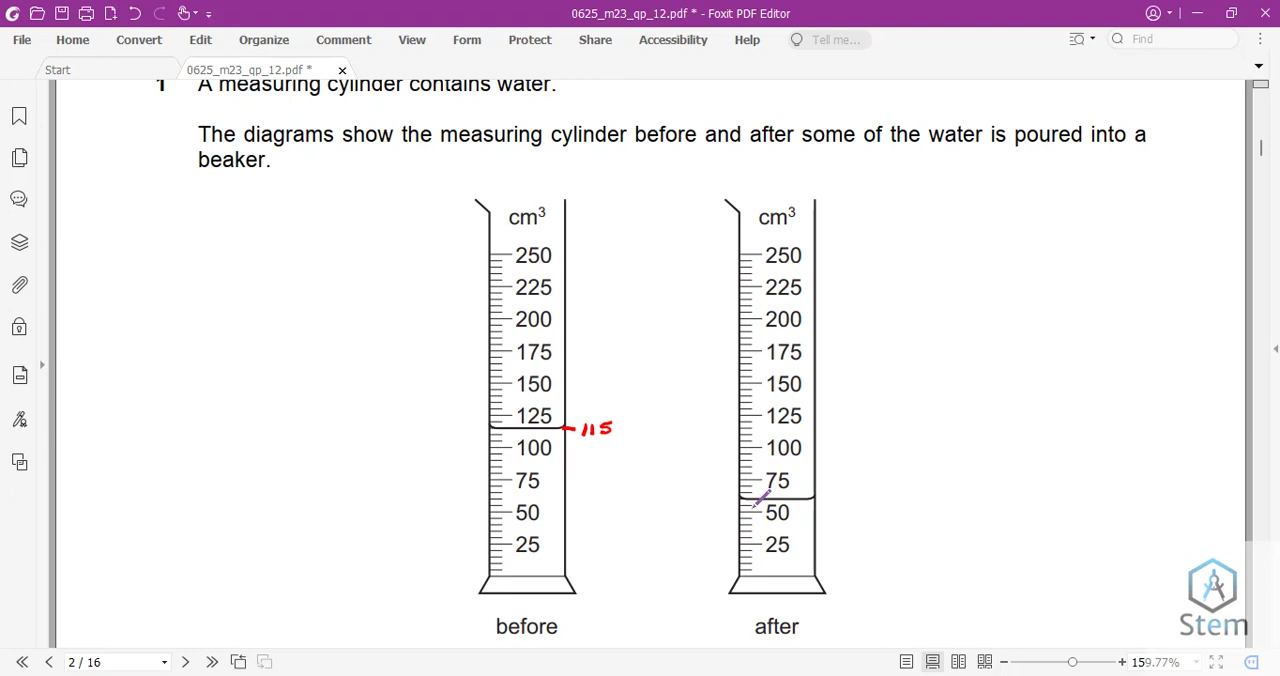 0625_m23_qp_12.pdf * - Foxit PDF Editor
File Home Convert Edit Organize Comment View Form Protect Share Accessibility Help Tell me... Find
Start 0625_m23_qp_12.pdf *
1 A measuring cylinder contains water.
The diagrams show the measuring cylinder before and after some of the water is poured into a
beaker.
cm³ cm³
250 250
225 225
200 200
175 175
150 150
125 125
115
100 100
75 75
50 50
25 25
before after
Stem
2 / 16 159.77%